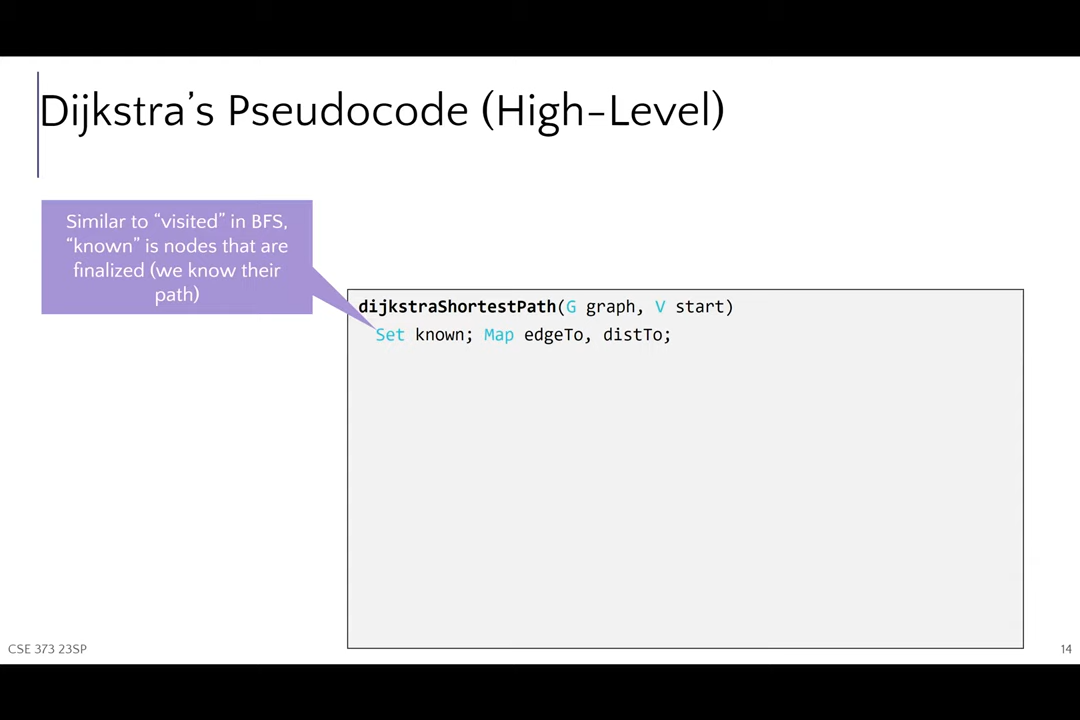 Dijkstra’s Pseudocode (High-Level)
Similar to “visited” in BFS,
“known” is nodes that are
finalized (we know their
path)
dijkstraShortestPath(G graph, V start)
Set known; Map edgeTo, distTo;
CSE 373 23SP
14